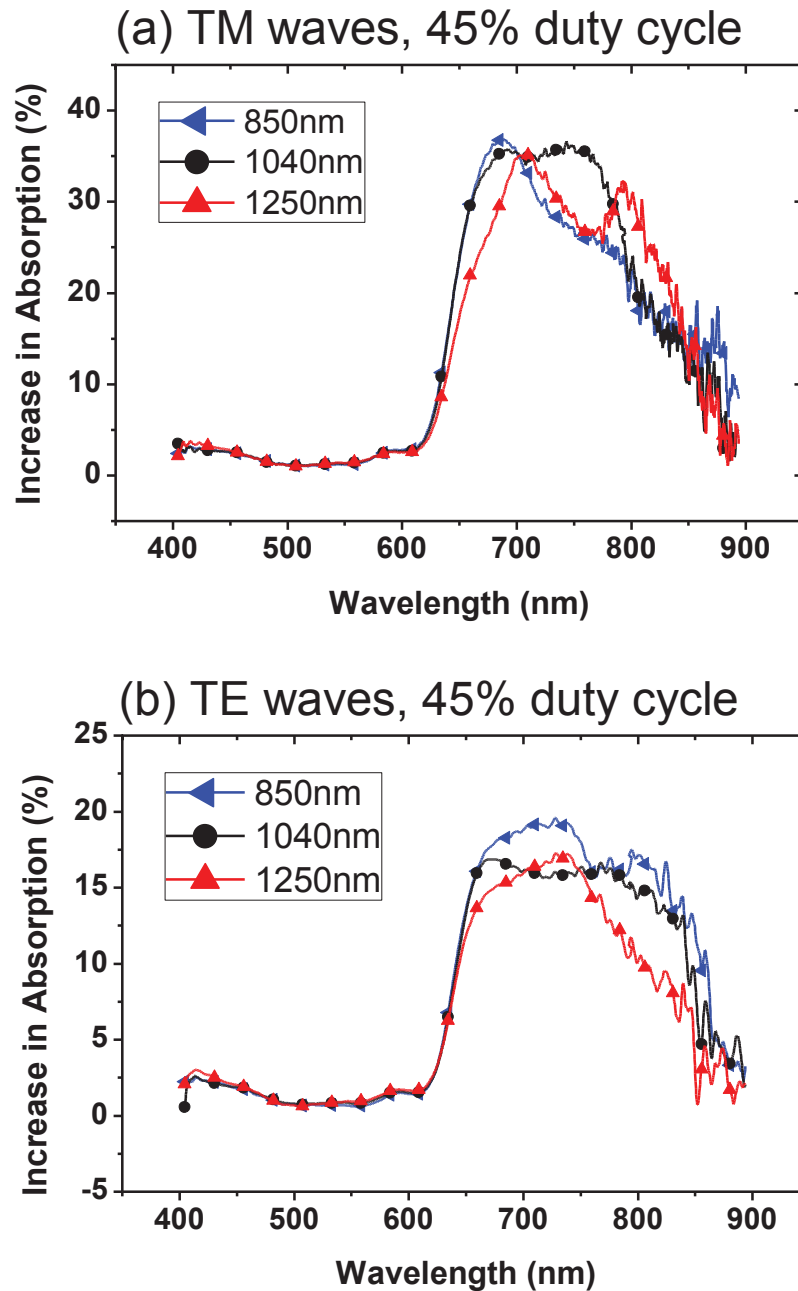 (a) TM waves, 45% duty cycle
Increase in Absorption (%)
40
30
20
10
0
850nm
1040nm
1250nm
400 500 600 700 800 900
Wavelength (nm)
(b) TE waves, 45% duty cycle
Increase in Absorption (%)
25
20
15
10
5
0
-5
850nm
1040nm
1250nm
400 500 600 700 800 900
Wavelength (nm)